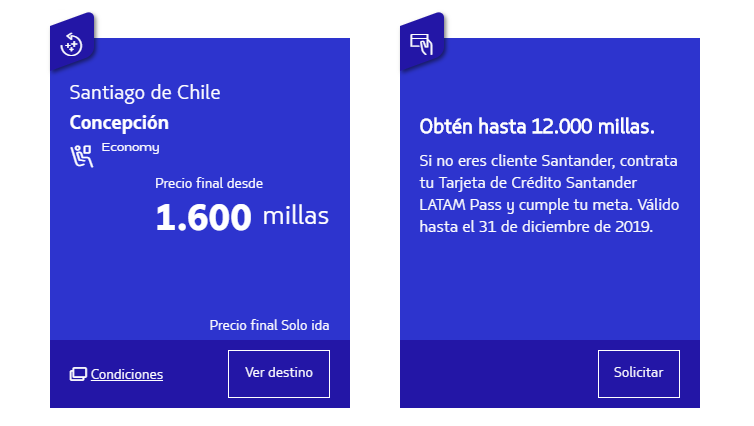 Santiago de Chile
Concepción
Economy
Precio final desde
1.600 millas
Precio final Solo ida
Condiciones
Ver destino
Obtén hasta 12.000 millas.
Si no eres cliente Santander, contrata
tu Tarjeta de Crédito Santander
LATAM Pass y cumple tu meta. Válido
hasta el 31 de diciembre de 2019.
Solicitar